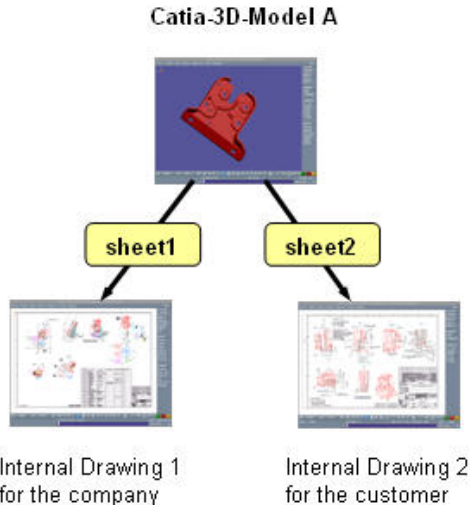 Catia-3D-Model A
sheet1
sheet2
Internal Drawing 1
for the company
Internal Drawing 2
for the customer